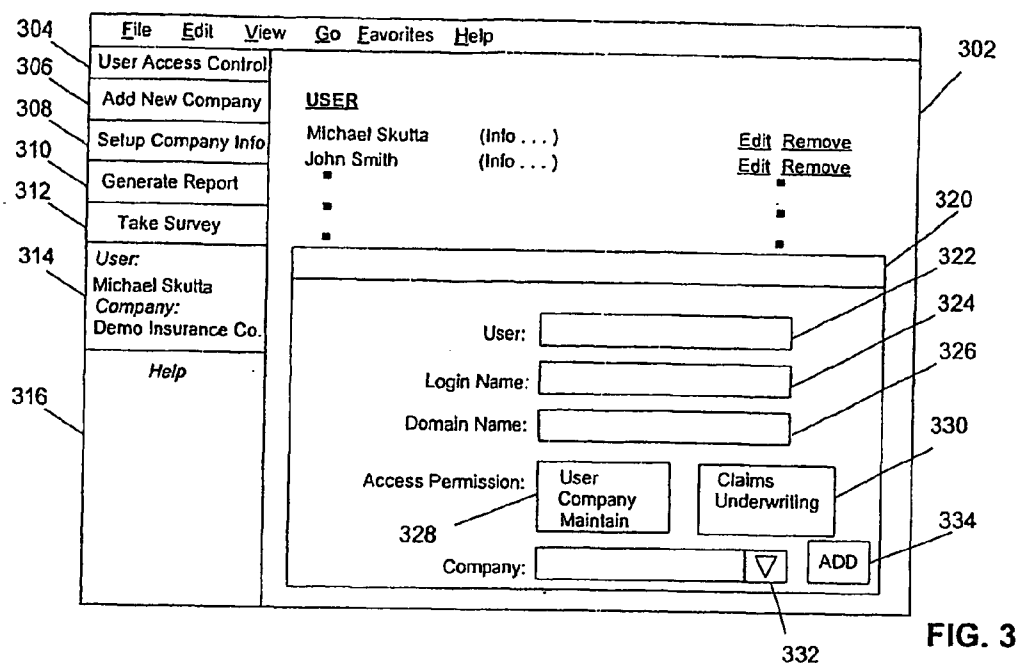 File Edit View Go Favorites Help
304
User Access Control
302
306
Add New Company
USER
308
Setup Company Info
Michael Skutta (Info . . . ) Edit Remove
John Smith (Info . . . ) Edit Remove
310
Generate Report
312
Take Survey
320
314
User:
Michael Skutta
Company:
Demo Insurance Co.
322
User:
324
Help
Login Name:
326
316
Domain Name:
330
Access Permission:
User
Company
Maintain
Claims
Underwriting
328
334
Company:
ADD
332
FIG. 3